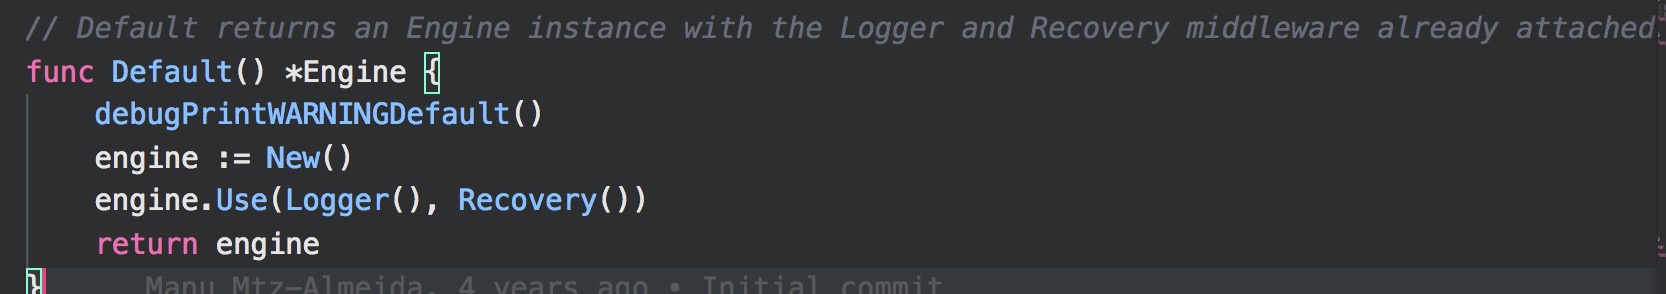 // Default returns an Engine instance with the Logger and Recovery middleware already attached
func Default() *Engine {
    debugPrintWARNINGDefault()
    engine := New()
    engine.Use(Logger(), Recovery())
    return engine
}    Manu Mtz-Almeida, 4 years ago • Initial commit